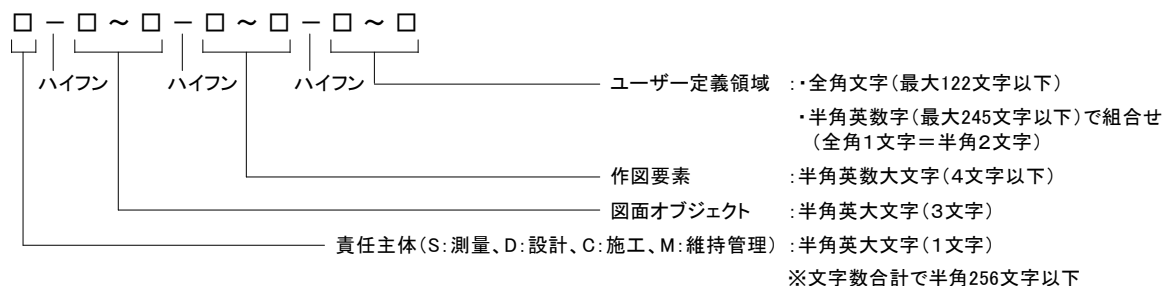 □－□～□－□～□－□～□
ハイフン ハイフン ハイフン
ユーザー定義領域 ：・全角文字（最大122文字以下）
・半角英数字（最大245文字以下）で組合せ
（全角１文字＝半角２文字）
作図要素 ：半角英数大文字（４文字以下）
図面オブジェクト ：半角英大文字（３文字）
責任主体（S：測量、D：設計、C：施工、M：維持管理） ：半角英大文字（１文字）
※文字数合計で半角256文字以下